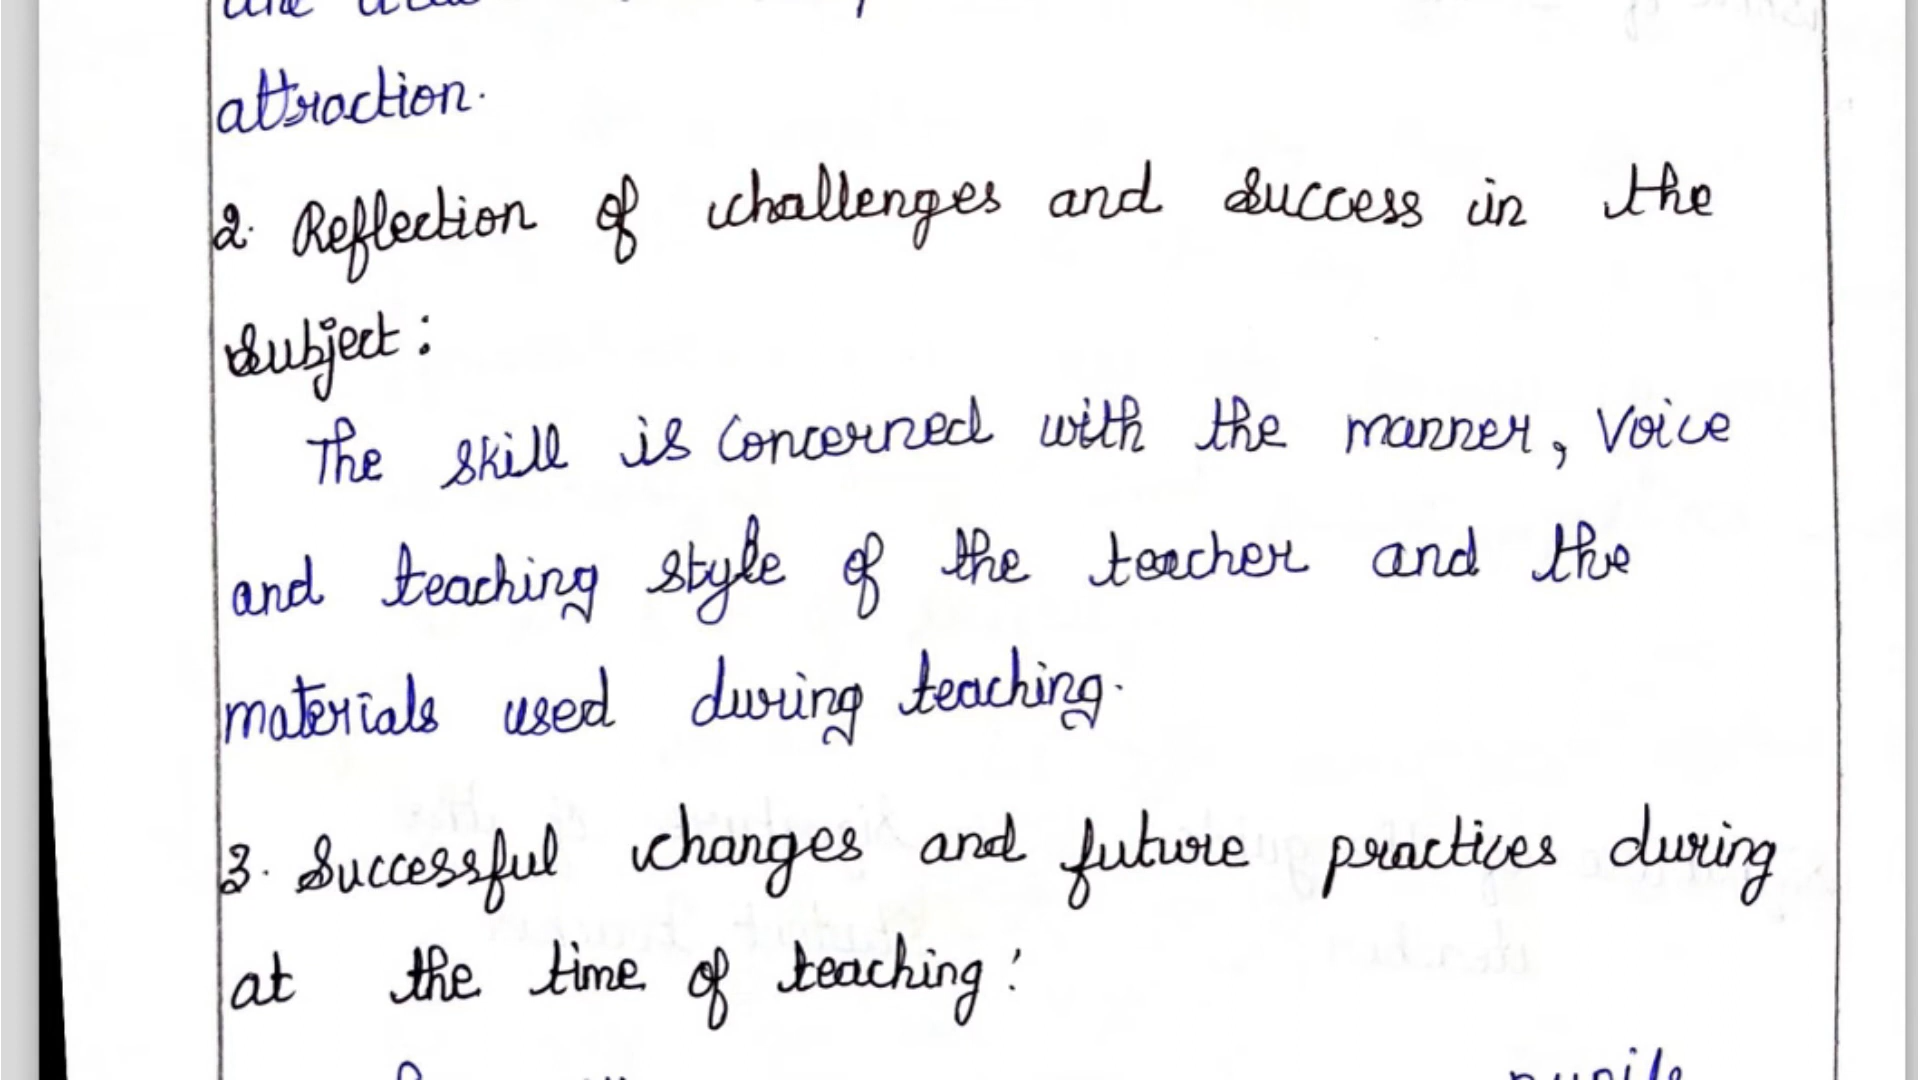 attraction.
2. Reflection of challenges and success in the
subject:
The skill is concerned with the manner, Voice
and teaching style of the teacher and the
materials used during teaching.
3. Successful changes and future practices during
at the time of teaching:
pupils